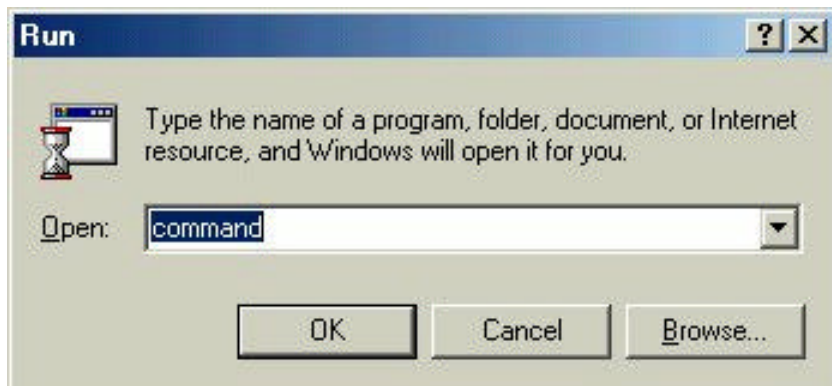 Run
Type the name of a program, folder, document, or Internet
resource, and Windows will open it for you.
Open: command
OK Cancel Browse...